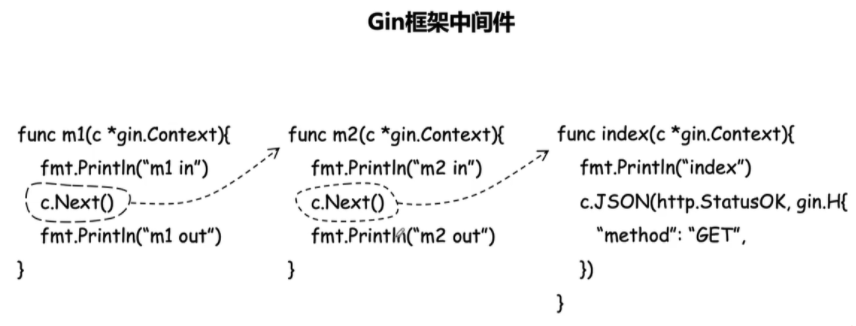 Gin框架中间件
func m1(c *gin.Context){
fmt.Println("m1 in")
c.Next()
fmt.Println("m1 out")
}
func m2(c *gin.Context){
fmt.Println("m2 in")
c.Next()
fmt.Println("m2 out")
}
func index(c *gin.Context){
fmt.Println("index")
c.JSON(http.StatusOK, gin.H{
"method": "GET",
})
}